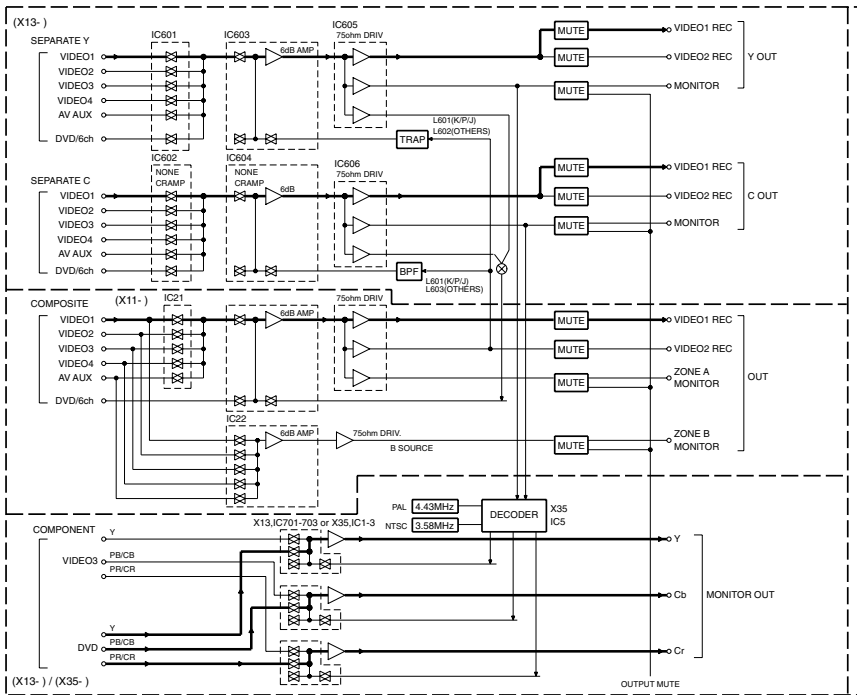 (X13- )
SEPARATE Y
IC601
IC603
IC605
75ohm DRIV
6dB AMP
VIDEO1
VIDEO2
VIDEO3
VIDEO4
AV AUX
DVD/6ch
MUTE
VIDEO1 REC
MUTE
VIDEO2 REC
Y OUT
MUTE
MONITOR
TRAP
L601(K/P/J)
L602(OTHERS)
SEPARATE C
IC602
NONE
CRAMP
IC604
NONE
CRAMP
IC606
75ohm DRIV
6dB
VIDEO1
VIDEO2
VIDEO3
VIDEO4
AV AUX
DVD/6ch
MUTE
VIDEO1 REC
MUTE
VIDEO2 REC
C OUT
MUTE
MONITOR
BPF
L601(K/P/J)
L603(OTHERS)
COMPOSITE
(X11- )
IC21
75ohm DRIV
6dB AMP
VIDEO1
VIDEO2
VIDEO3
VIDEO4
AV AUX
DVD/6ch
MUTE
VIDEO1 REC
MUTE
VIDEO2 REC
MUTE
ZONE A
MONITOR
OUT
IC22
6dB AMP
75ohm DRIV.
B SOURCE
MUTE
ZONE B
MONITOR
PAL
4.43MHz
NTSC
3.58MHz
DECODER
X35
IC5
COMPONENT
X13,IC701-703 or X35,IC1-3
VIDEO3
Y
PB/CB
PR/CR
DVD
Y
PB/CB
PR/CR
Y
Cb
Cr
MONITOR OUT
OUTPUT MUTE
(X13- ) / (X35- )